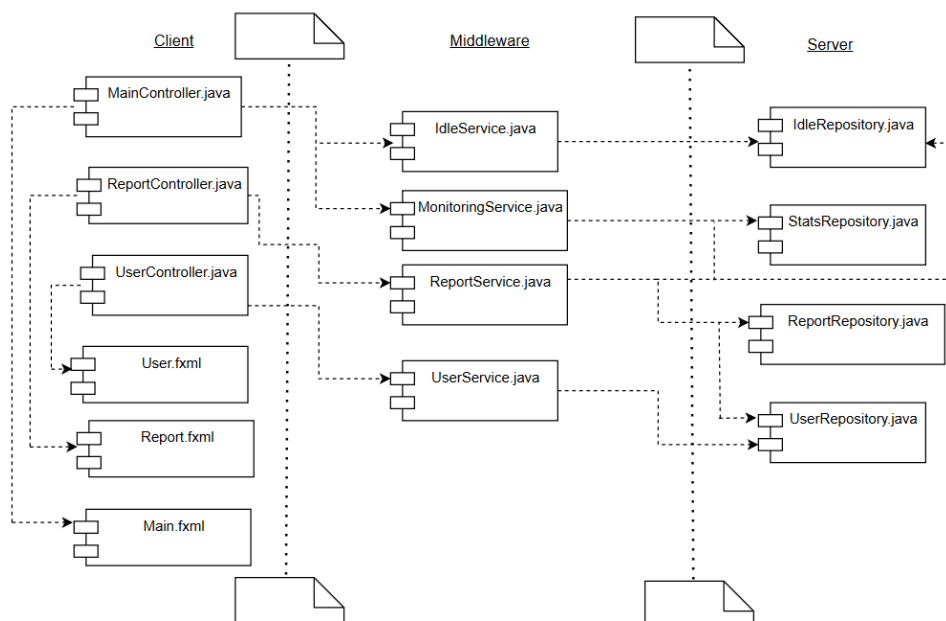 Client
Middleware
Server
MainController.java
IdleService.java
IdleRepository.java
ReportController.java
MonitoringService.java
StatsRepository.java
UserController.java
ReportService.java
ReportRepository.java
User.fxml
UserService.java
UserRepository.java
Report.fxml
Main.fxml